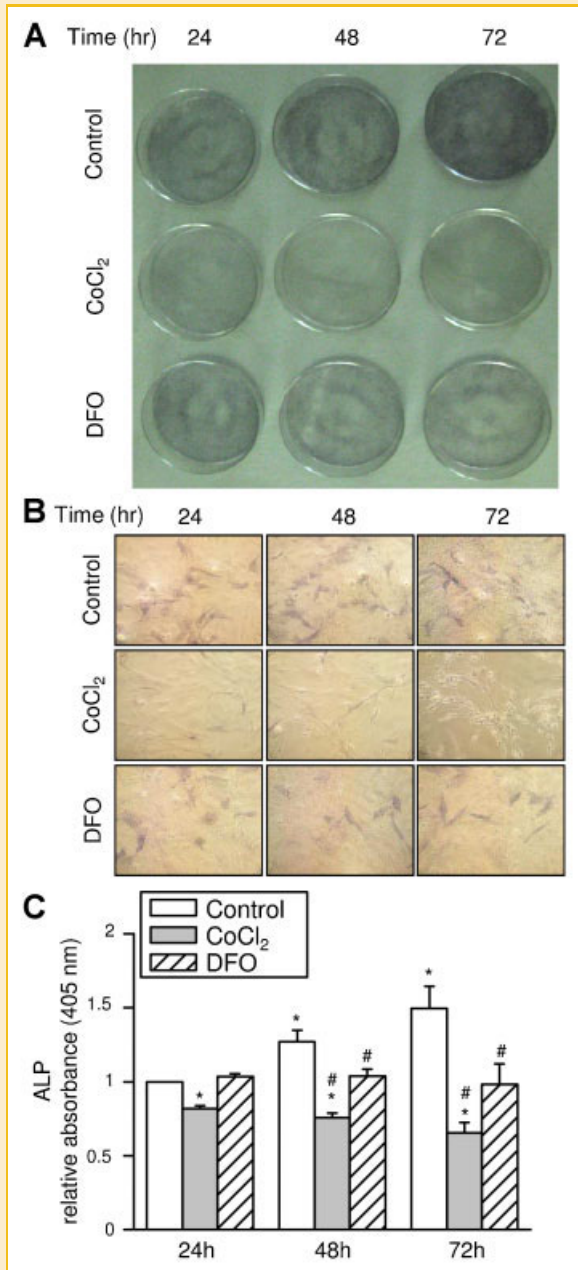 A
Time (hr) 24 48 72
Control
CoCl₂
DFO
B
Time (hr) 24 48 72
Control
CoCl₂
DFO
C
Control
CoCl₂
DFO
ALP
relative absorbance (405 nm)
2
1.5
1
0.5
0
* * # * # * # * #
24h 48h 72h